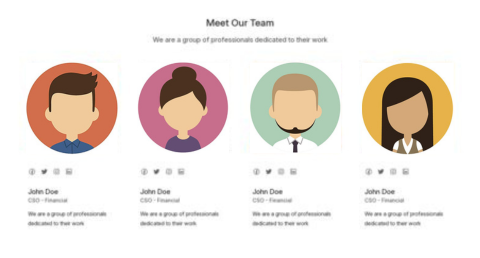 Meet Our Team
We are a group of professionals dedicated to their work
John Doe
CSO - Financial
We are a group of professionals
dedicated to their work
John Doe
CSO - Financial
We are a group of professionals
dedicated to their work
John Doe
CSO - Financial
We are a group of professionals
dedicated to their work
John Doe
CSO - Financial
We are a group of professionals
dedicated to their work